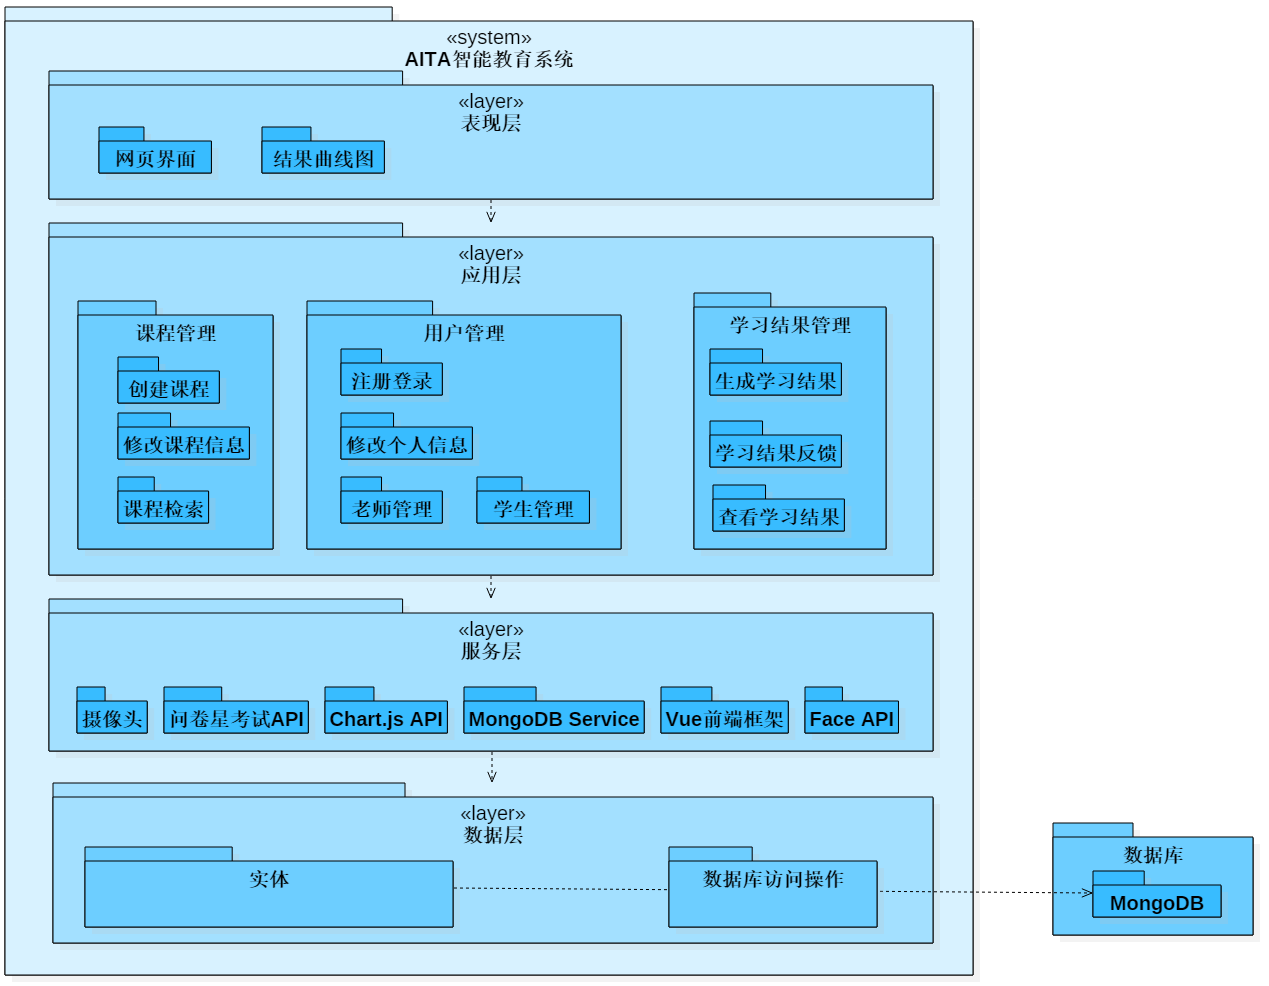 «system»
AITA智能教育系统
«layer»
表现层
网页界面
结果曲线图
«layer»
应用层
课程管理
创建课程
修改课程信息
课程检索
用户管理
注册登录
修改个人信息
老师管理
学生管理
学习结果管理
生成学习结果
学习结果反馈
查看学习结果
«layer»
服务层
摄像头
问卷星考试API
Chart.js API
MongoDB Service
Vue前端框架
Face API
«layer»
数据层
实体
数据库访问操作
数据库
MongoDB